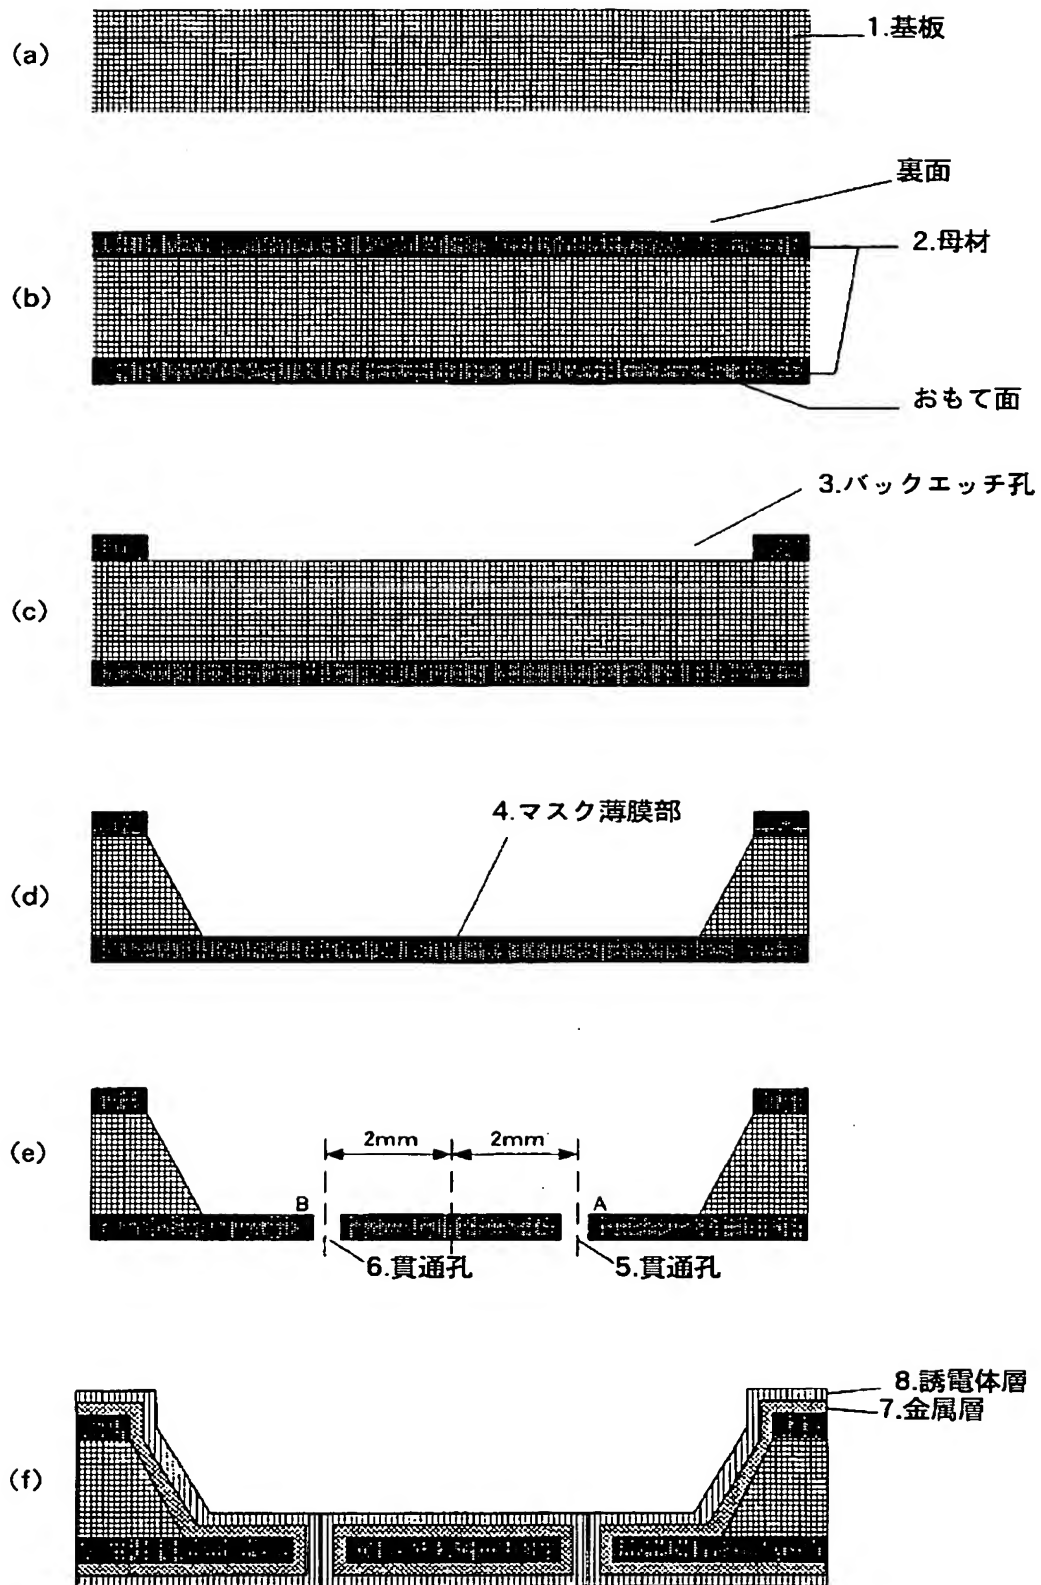 (a)
1.基板
裏面
2.母材
(b)
おもて面
3.バックエッチ孔
(c)
4.マスク薄膜部
(d)
(e)
2mm 2mm
B A
6.貫通孔 5.貫通孔
8.誘電体層
7.金属層
(f)